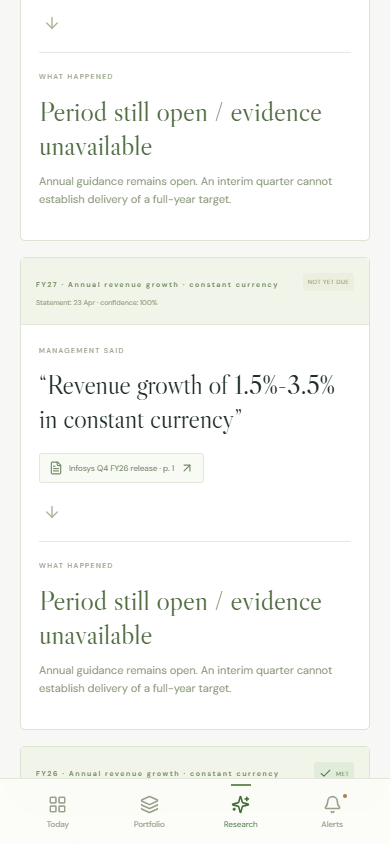 WHAT HAPPENED
Period still open / evidence
unavailable
Annual guidance remains open. An interim quarter cannot
establish delivery of a full-year target.
FY27 · Annual revenue growth · constant currency
NOT YET DUE
Statement: 23 Apr · confidence: 100%
MANAGEMENT SAID
“Revenue growth of 1.5%-3.5%
in constant currency”
Infosys Q4 FY26 release · p. 1
WHAT HAPPENED
Period still open / evidence
unavailable
Annual guidance remains open. An interim quarter cannot
establish delivery of a full-year target.
FY26 · Annual revenue growth · constant currency
MET
Today
Portfolio
Research
Alerts